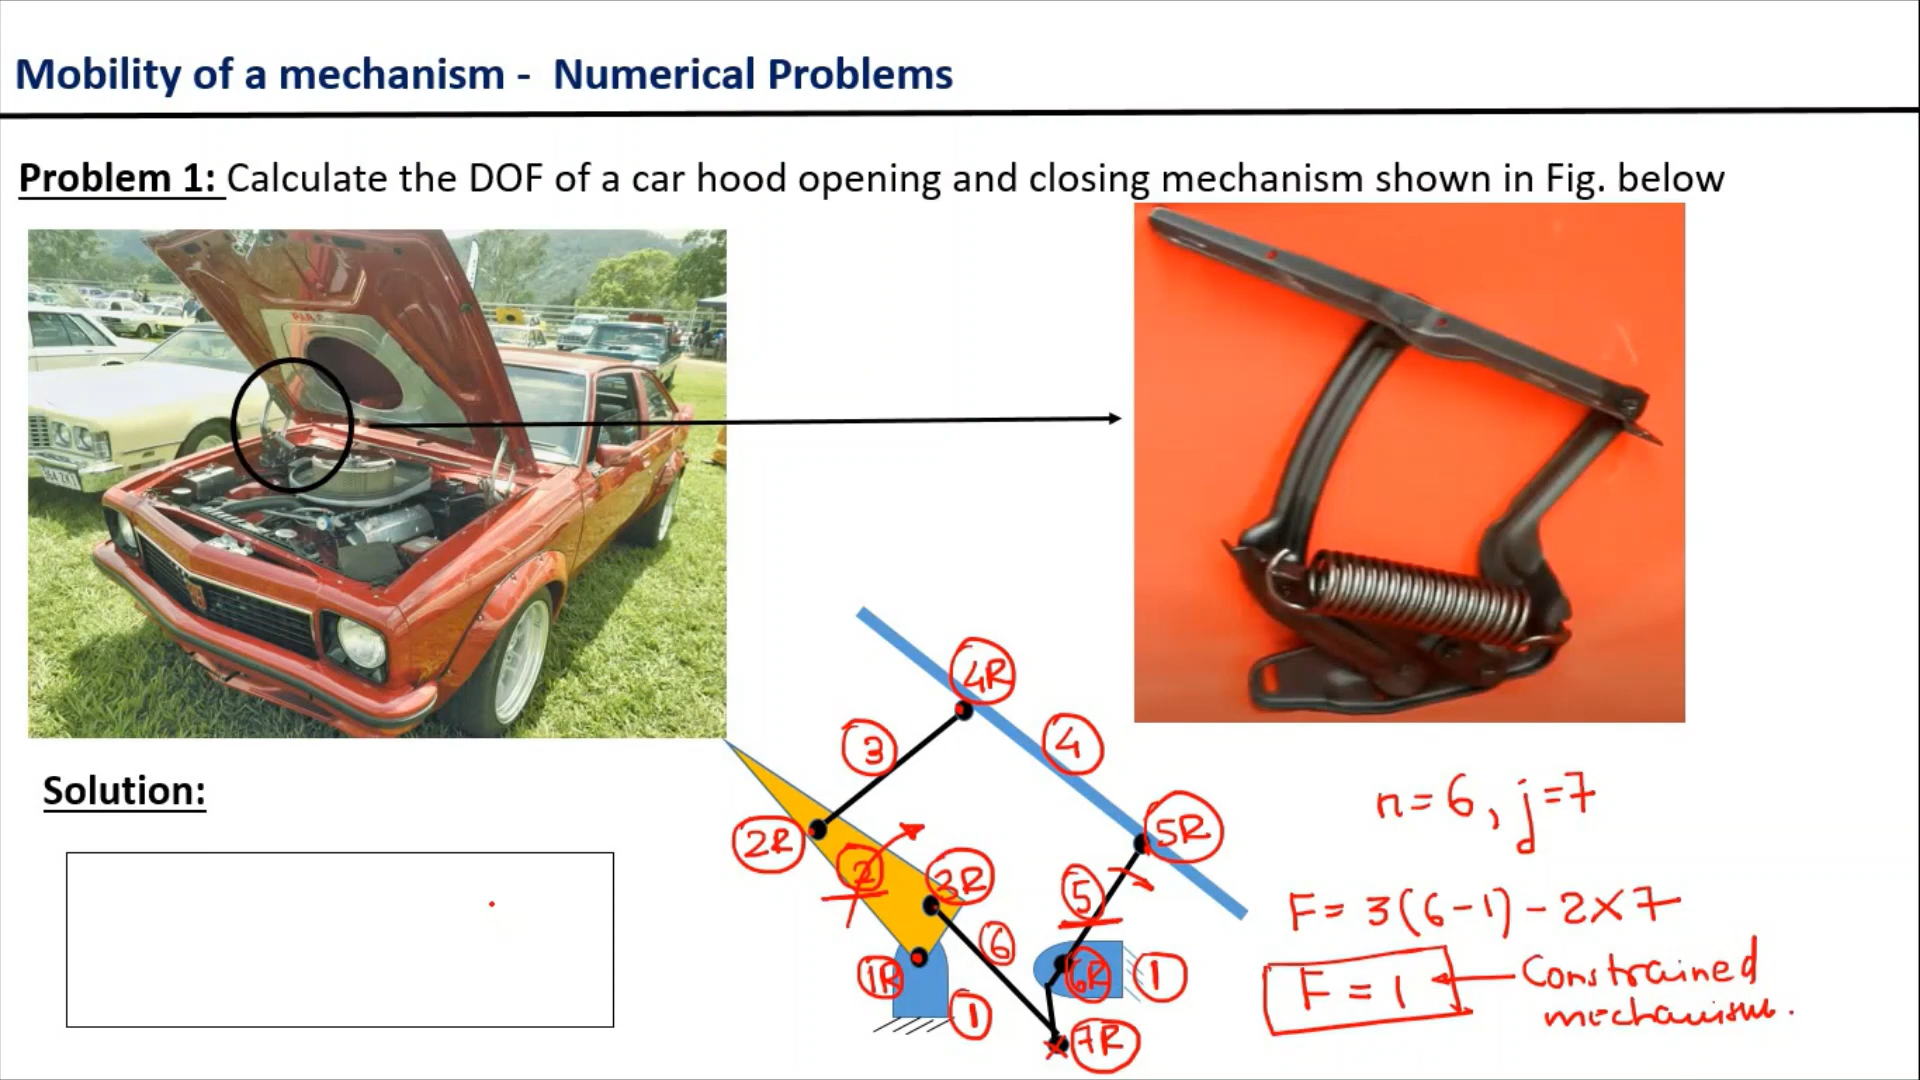 Mobility of a mechanism - Numerical Problems
Problem 1: Calculate the DOF of a car hood opening and closing mechanism shown in Fig. below
Solution:
4R
3
4
2R
2
3R
5R
5
6
1R
1
6R
1
7R
n=6, j=7
F= 3(6-1) - 2×7
F = 1
Constrained
mechanism.